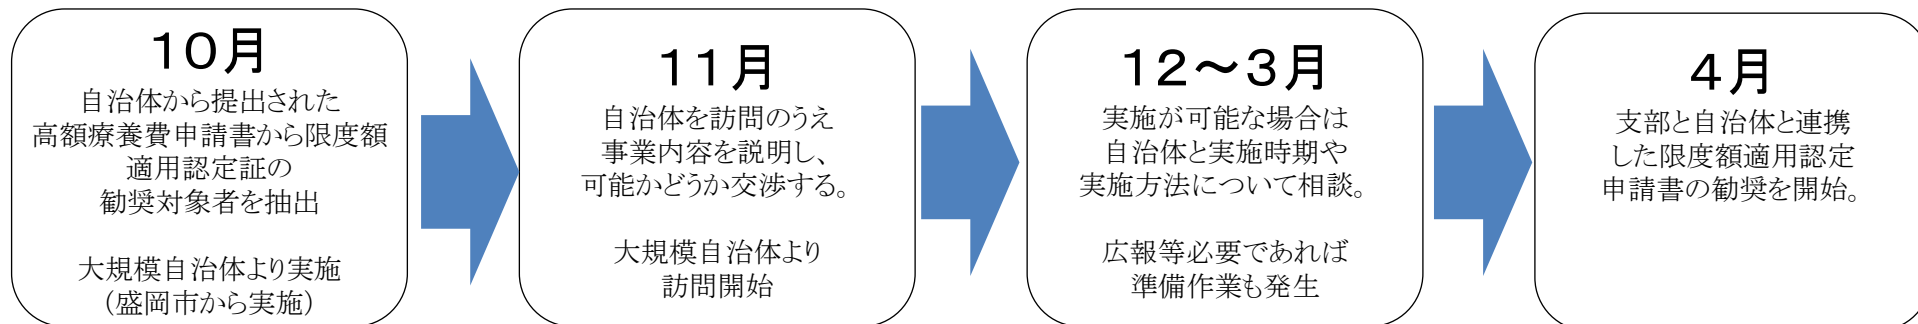 10月
自治体から提出された
高額療養費申請書から限度額
適用認定証の
勧奨対象者を抽出
大規模自治体より実施
(盛岡市から実施)
11月
自治体を訪問のうえ
事業内容を説明し、
可能かどうか交渉する。
大規模自治体より
訪問開始
12～3月
実施が可能な場合は
自治体と実施時期や
実施方法について相談。
広報等必要であれば
準備作業も発生
4月
支部と自治体と連携
した限度額適用認定
申請書の勧奨を開始。